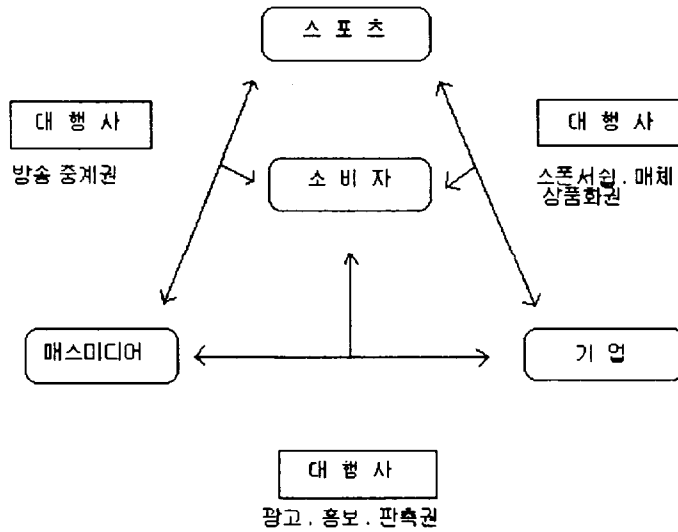 스 포 츠
대 행 사
방송 중계권
소 비 자
대 행 사
스폰서쉽 . 매체
상품화권
매스미디어
기 업
대 행 사
광고 . 홍보 . 판촉권